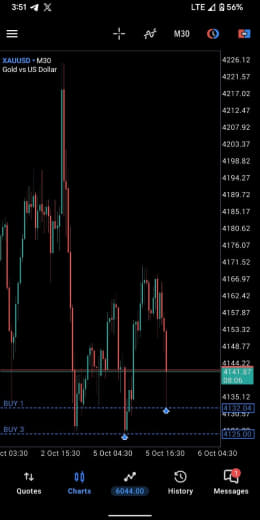 3:51
LTE 56%
M30
XAUUSD • M30
Gold vs US Dollar
4226.12
4221.57
4217.02
4212.47
4207.92
4203.37
4198.82
4194.27
4189.72
4185.17
4180.62
4176.07
4171.52
4166.97
4162.42
4157.87
4153.32
4148.77
4144.22
4141.87
08:06
4135.12
BUY 1
4132.04
BUY 3
4125.00
2 Oct 15:30
5 Oct 04:30
5 Oct 16:30
6 Oct 04:30
Quotes
Charts
6044.00
History
Messages